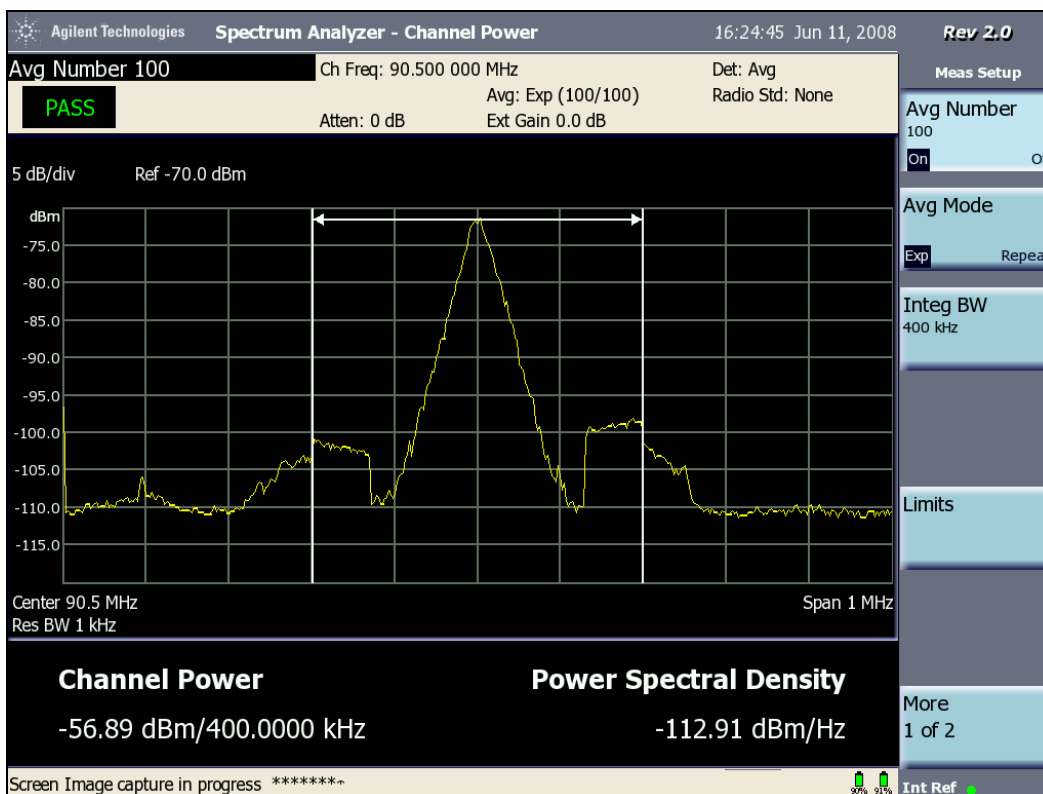 Agilent Technologies Spectrum Analyzer - Channel Power 16:24:45 Jun 11, 2008 Rev 2.0
Avg Number 100 Ch Freq: 90.500 000 MHz Det: Avg
PASS Avg: Exp (100/100) Radio Std: None
Atten: 0 dB Ext Gain 0.0 dB
5 dB/div Ref -70.0 dBm
dBm
-75.0
-80.0
-85.0
-90.0
-95.0
-100.0
-105.0
-110.0
-115.0
Center 90.5 MHz Span 1 MHz
Res BW 1 kHz
Channel Power Power Spectral Density
-56.89 dBm/400.0000 kHz -112.91 dBm/Hz
Screen Image capture in progress *******
90% 91%
Meas Setup
Avg Number
100
On O
Avg Mode
Exp Repea
Integ BW
400 kHz
Limits
More
1 of 2
Int Ref